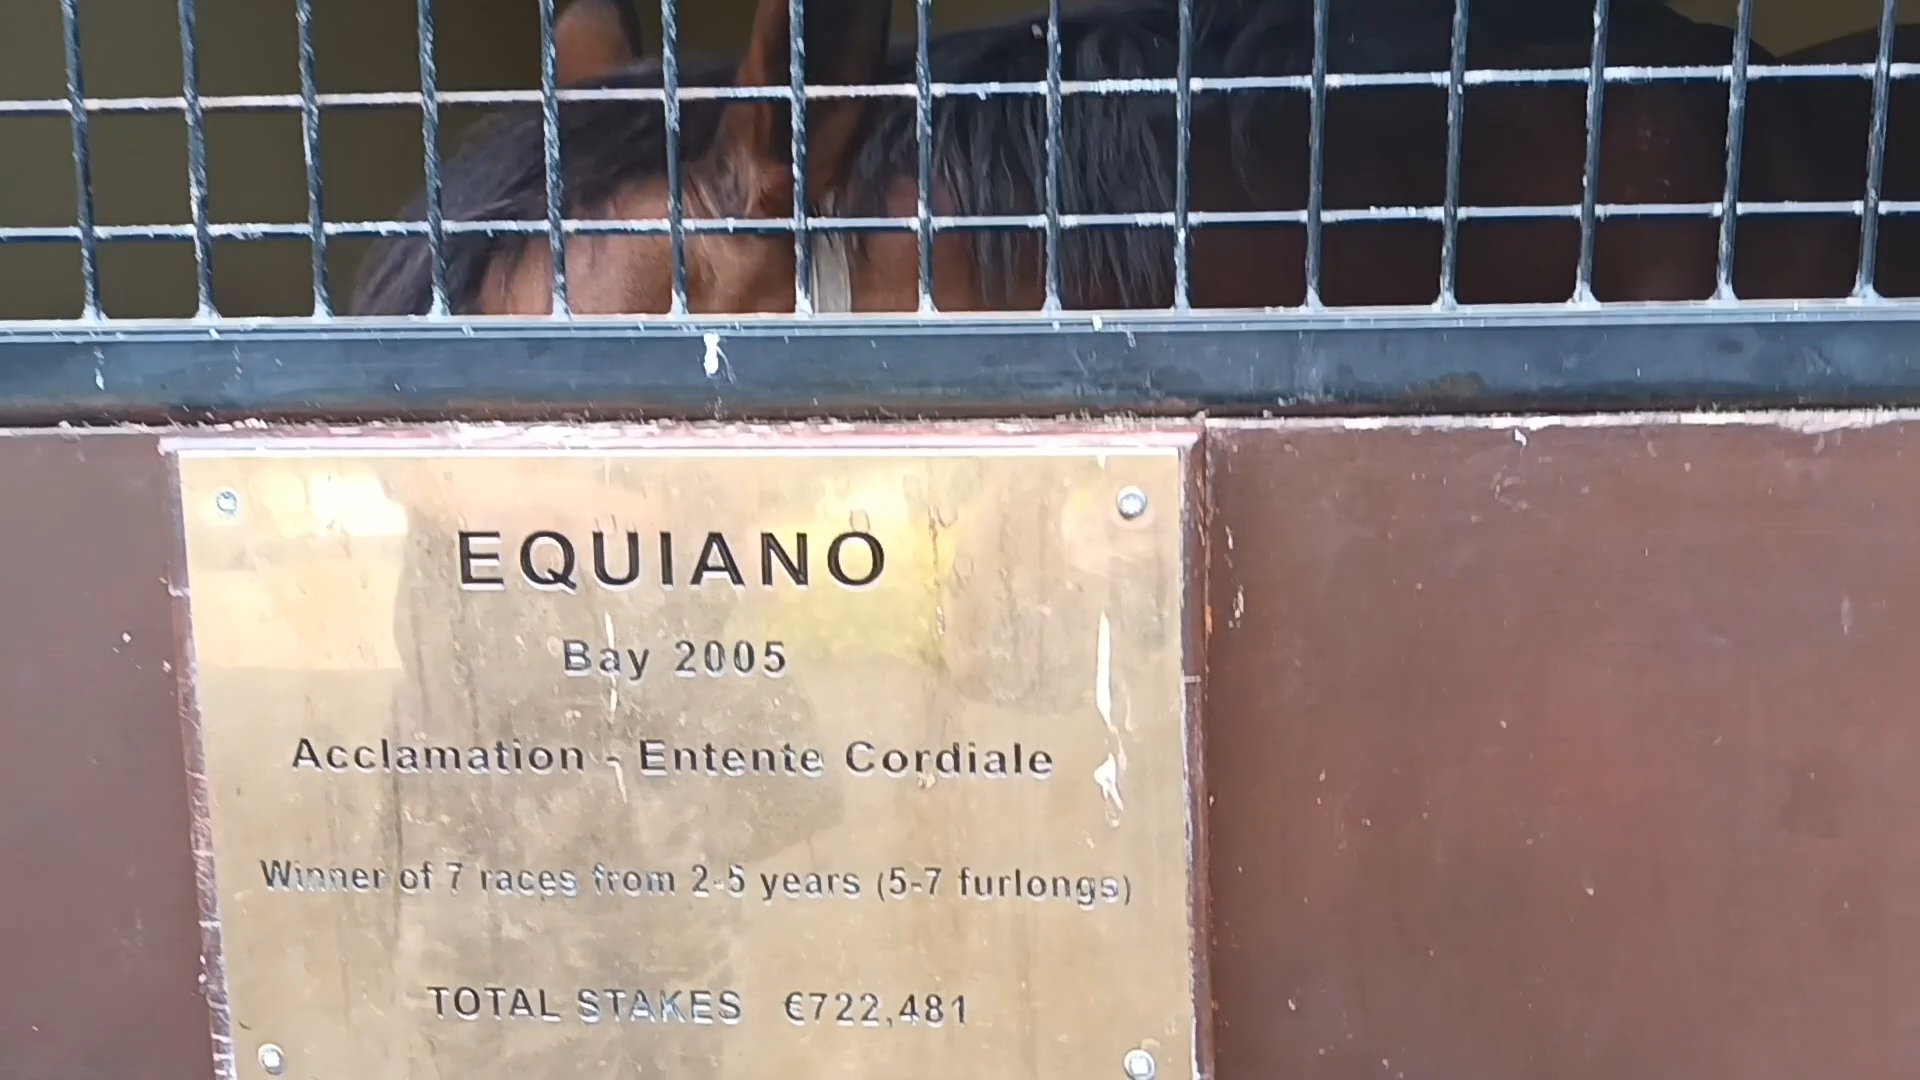 EQUIANO
Bay 2005
Acclamation - Entente Cordiale
Winner of 7 races from 2-5 years (5-7 furlongs)
TOTAL STAKES €722,481